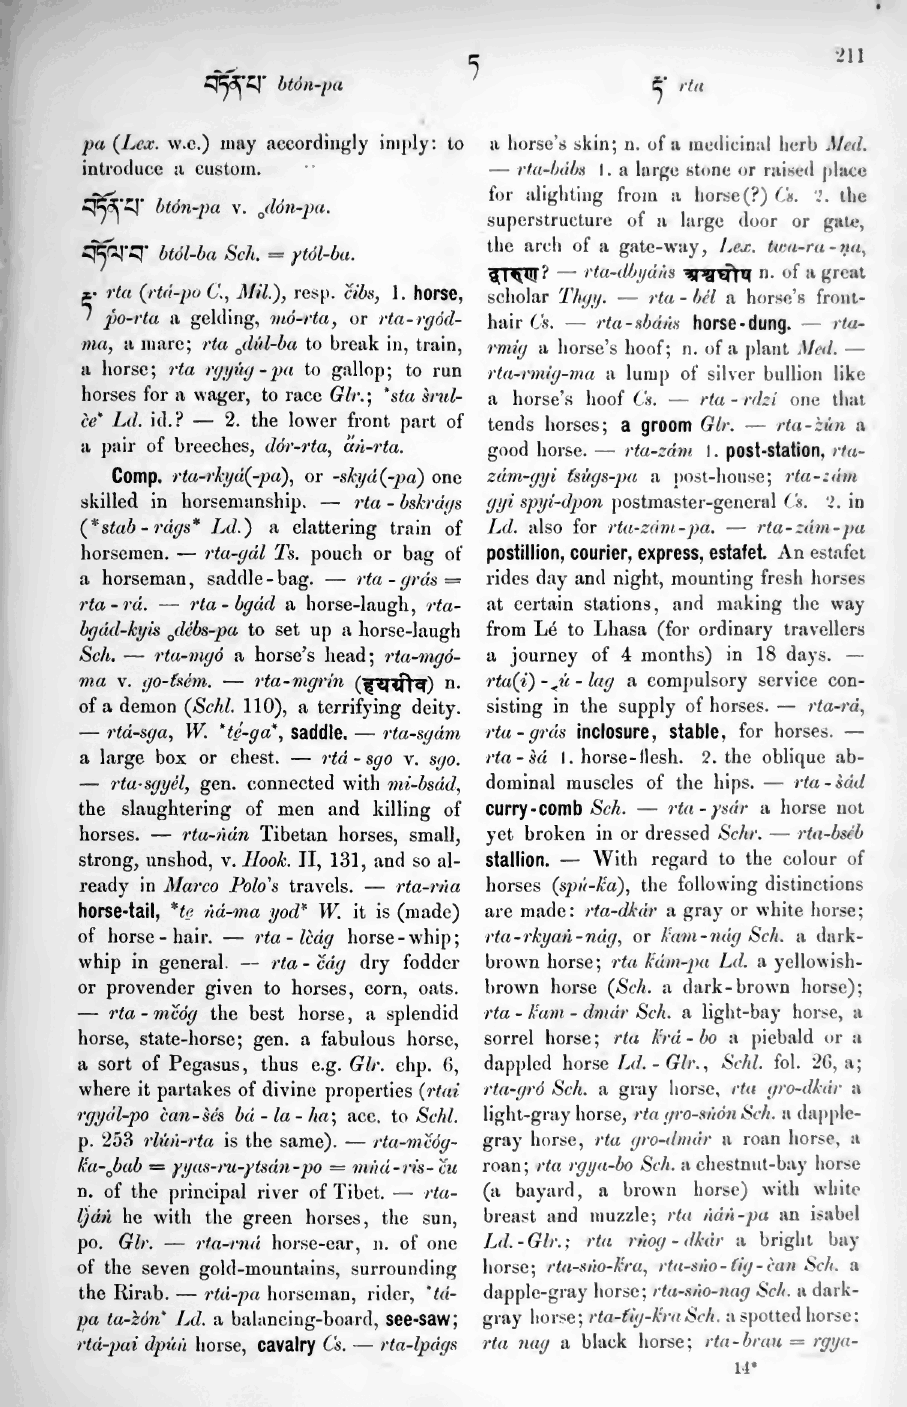 211
ད
བཏོན་པ་ btón-pa
རྟ་ rta
pa (Lex. w.e.) may accordingly imply: to
introduce a custom.
བཏོན་པ་ btón-pa v. ₒdón-pa.
བཏོལ་བ་ btól-ba Sch. = rtól-ba.
རྟ་ rta (rtá-po C., Mil.), resp. čibs, 1. horse,
ṗo-rta a gelding, mó-rta, or rta-rgód-
ma, a mare; rta ₒdúl-ba to break in, train,
a horse; rta rgyùg-pa to gallop; to run
horses for a wager, to race Glr.; *sta šrul-
če* Ld. id.? — 2. the lower front part of
a pair of breeches, dór-rta, äṅ-rta.
Comp. rta-rkyá(-pa), or -skyá(-pa) one
skilled in horsemanship. — rta-bskrágs
(*stab-rágs* Ld.) a clattering train of
horsemen. — rta-gál Ts. pouch or bag of
a horseman, saddle-bag. — rta-grás =
rta-rá. — rta-bgád a horse-laugh, rta-
bgád-kyis ₒdébs-pa to set up a horse-laugh
Sch. — rta-mgó a horse's head; rta-mgó-
ma v. go-ťsém. — rta-mgrín (हयग्रीव) n.
of a demon (Schl. 110), a terrifying deity.
— rtá-sga, W. *tẹ́-ga*, saddle. — rta-sgám
a large box or chest. — rtá-sgo v. sgo.
— rta-sgyél, gen. connected with mi-bsád,
the slaughtering of men and killing of
horses. — rta-ṅán Tibetan horses, small,
strong, unshod, v. Hook. II, 131, and so al-
ready in Marco Polo's travels. — rta-rṅa
horse-tail, *tẹ ṅá-ma yod* W. it is (made)
of horse-hair. — rta-lčág horse-whip;
whip in general. — rta-čág dry fodder
or provender given to horses, corn, oats.
— rta-mčóg the best horse, a splendid
horse, state-horse; gen. a fabulous horse,
a sort of Pegasus, thus e.g. Glr. chp. 6,
where it partakes of divine properties (rtai
rgyál-po čan-šés bá-la-ha; acc. to Schl.
p. 253 rlúṅ-rta is the same). — rta-mčóg-
ḱa-ₒbab = γyas-ru-γtsáṅ-po = mṅá-ris-ču
n. of the principal river of Tibet. — rta-
ljáṅ he with the green horses, the sun,
po. Glr. — rta-rná horse-ear, n. of one
of the seven gold-mountains, surrounding
the Rirab. — rtá-pa horseman, rider, *tá-
pa ta-žón* Ld. a balancing-board, see-saw;
rtá-pai dpúṅ horse, cavalry Cs. — rta-lpágs
a horse's skin; n. of a medicinal herb Med.
— rta-bábs 1. a large stone or raised place
for alighting from a horse(?) Cs. 2. the
superstructure of a large door or gate,
the arch of a gate-way, Lex. twa-ra-ṇa,
द्वारुण? — rta-dbyáṅs अश्वघोष n. of a great
scholar Thgy. — rta-bél a horse's front-
hair Cs. — rta-sbáṅs horse-dung. — rta-
rmig a horse's hoof; n. of a plant Med. —
rta-rmig-ma a lump of silver bullion like
a horse's hoof Cs. — rta-rdzi one that
tends horses; a groom Glr. — rta-žún a
good horse. — rta-zám 1. post-station, rta-
zám-gyi ťsùgs-pa a post-house; rta-zám
gyi spyi-dpon postmaster-general Cs. 2. in
Ld. also for rta-zám-pa. — rta-zám-pa
postillion, courier, express, estafet. An estafet
rides day and night, mounting fresh horses
at certain stations, and making the way
from Lé to Lhasa (for ordinary travellers
a journey of 4 months) in 18 days. —
rta(i)-ₒú-lag a compulsory service con-
sisting in the supply of horses. — rta-rá,
rta-grás inclosure, stable, for horses. —
rta-šá 1. horse-flesh. 2. the oblique ab-
dominal muscles of the hips. — rta-šád
curry-comb Sch. — rta-γsár a horse not
yet broken in or dressed Schr. — rta-bséb
stallion. — With regard to the colour of
horses (spú-ḱa), the following distinctions
are made: rta-dkár a gray or white horse;
rta-rkyaṅ-nág, or ḱam-nág Sch. a dark-
brown horse; rta ḱám-pa Ld. a yellowish-
brown horse (Sch. a dark-brown horse);
rta-ḱam-dmár Sch. a light-bay horse, a
sorrel horse; rta ḱrá-bo a piebald or a
dappled horse Ld.-Glr., Schl. fol. 26, a;
rta-gró Sch. a gray horse, rta gro-dkár a
light-gray horse, rta gro-sṅón Sch. a dapple-
gray horse, rta gro-dmár a roan horse, a
roan; rta rgya-bo Sch. a chestnut-bay horse
(a bayard, a brown horse) with white
breast and muzzle; rta ṅáṅ-pa an isabel
Ld.-Glr.; rta rṅog-dkár a bright bay
horse; rta-sṅo-ḱra, rta-sṅo-ťig-čan Sch. a
dapple-gray horse; rta-sṅo-nag Sch. a dark-
gray horse; rta-ťig-ḱra Sch. a spotted horse;
rta nag a black horse; rta-brau = rgya-
14*